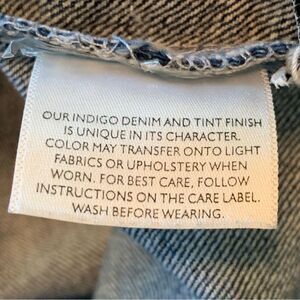 OUR INDIGO DENIM AND TINT FINISH
IS UNIQUE IN ITS CHARACTER.
COLOR MAY TRANSFER ONTO LIGHT
FABRICS OR UPHOLSTERY WHEN
WORN. FOR BEST CARE, FOLLOW
INSTRUCTIONS ON THE CARE LABEL.
WASH BEFORE WEARING.